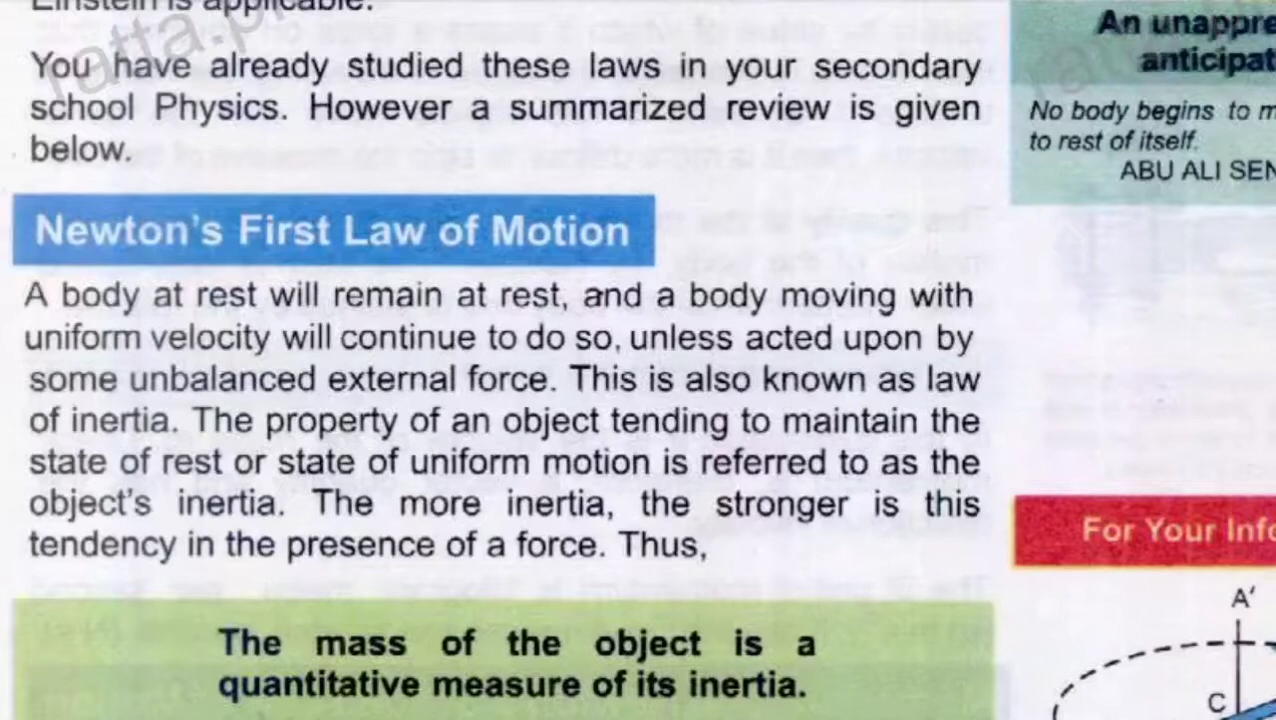 Einstein is applicable.
You have already studied these laws in your secondary
school Physics. However a summarized review is given
below.
Newton's First Law of Motion
A body at rest will remain at rest, and a body moving with
uniform velocity will continue to do so, unless acted upon by
some unbalanced external force. This is also known as law
of inertia. The property of an object tending to maintain the
state of rest or state of uniform motion is referred to as the
object's inertia. The more inertia, the stronger is this
tendency in the presence of a force. Thus,
The mass of the object is a
quantitative measure of its inertia.
An
No body begins to
to rest of itself.
ABU ALI
For Your
A′
C